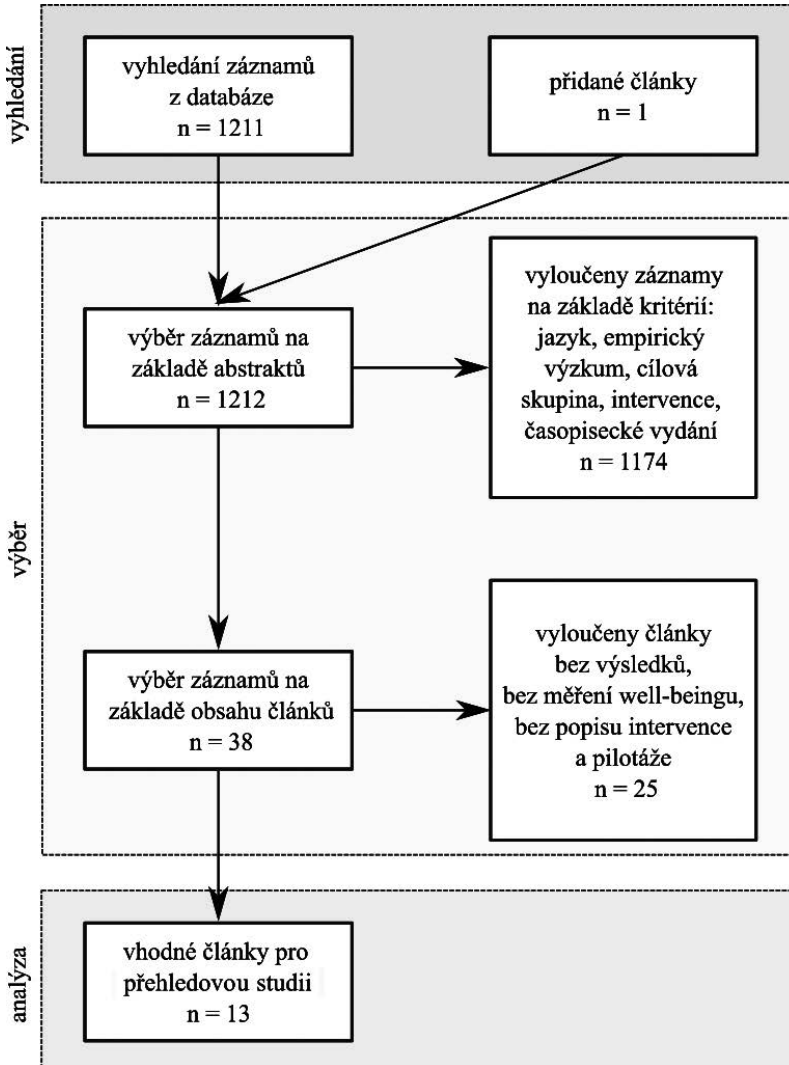 vyhledání
vyhledání záznamů
z databáze
n = 1211
přidané články
n = 1
výběr
výběr záznamů na
základě abstraktů
n = 1212
vyloučeny záznamy
na základě kritérií:
jazyk, empirický
výzkum, cílová
skupina, intervence,
časopisecké vydání
n = 1174
výběr záznamů na
základě obsahu článků
n = 38
vyloučeny články
bez výsledků,
bez měření well-beingu,
bez popisu intervence
a pilotáže
n = 25
analýza
vhodné články pro
přehledovou studii
n = 13